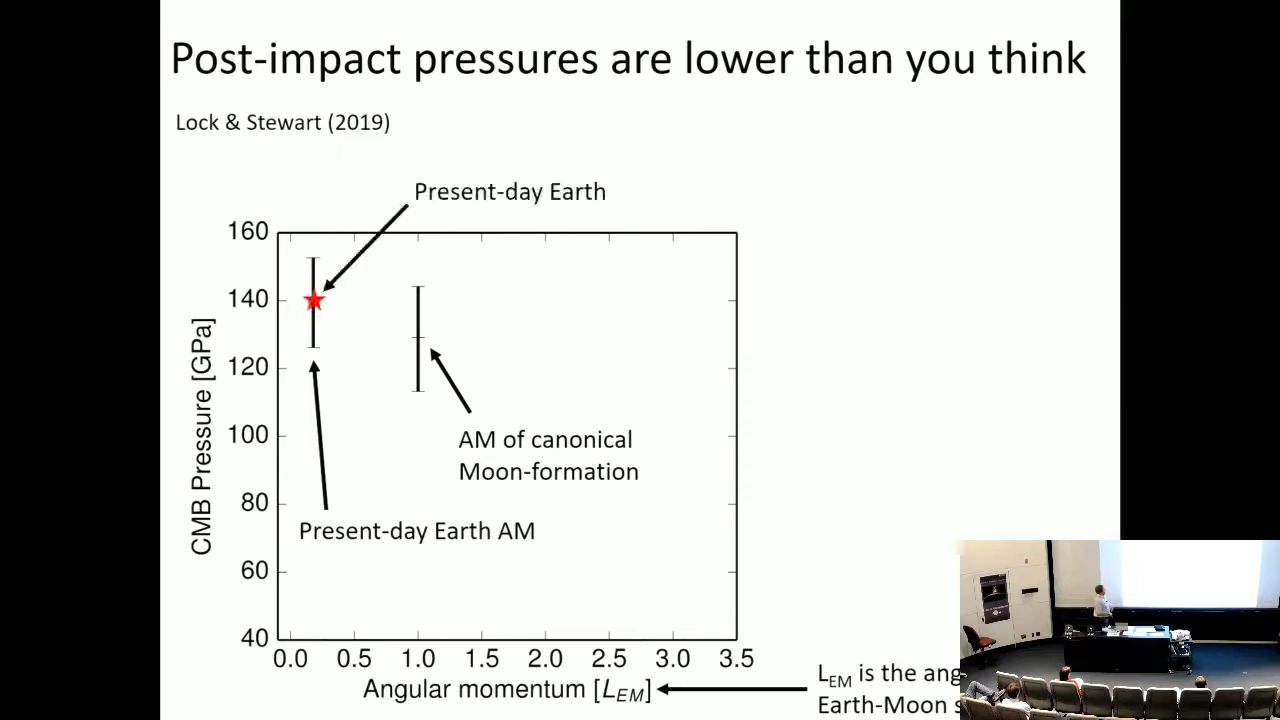 Post-impact pressures are lower than you think
Lock & Stewart (2019)
Present-day Earth
160
140
120
100
80
60
40
CMB Pressure [GPa]
AM of canonical
Moon-formation
Present-day Earth AM
0.0 0.5 1.0 1.5 2.0 2.5 3.0 3.5
Angular momentum [L_EM]
L_EM is the ang
Earth-Moon s